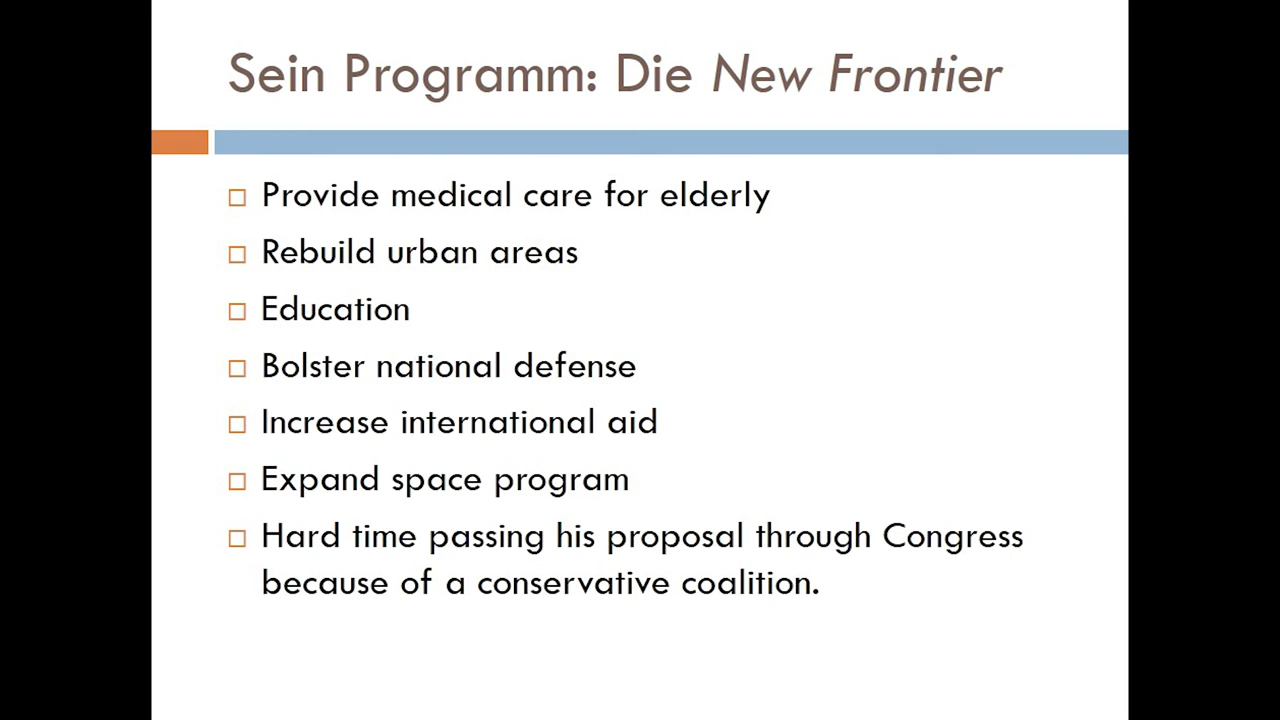 Sein Programm: Die New Frontier
Provide medical care for elderly
Rebuild urban areas
Education
Bolster national defense
Increase international aid
Expand space program
Hard time passing his proposal through Congress
because of a conservative coalition.